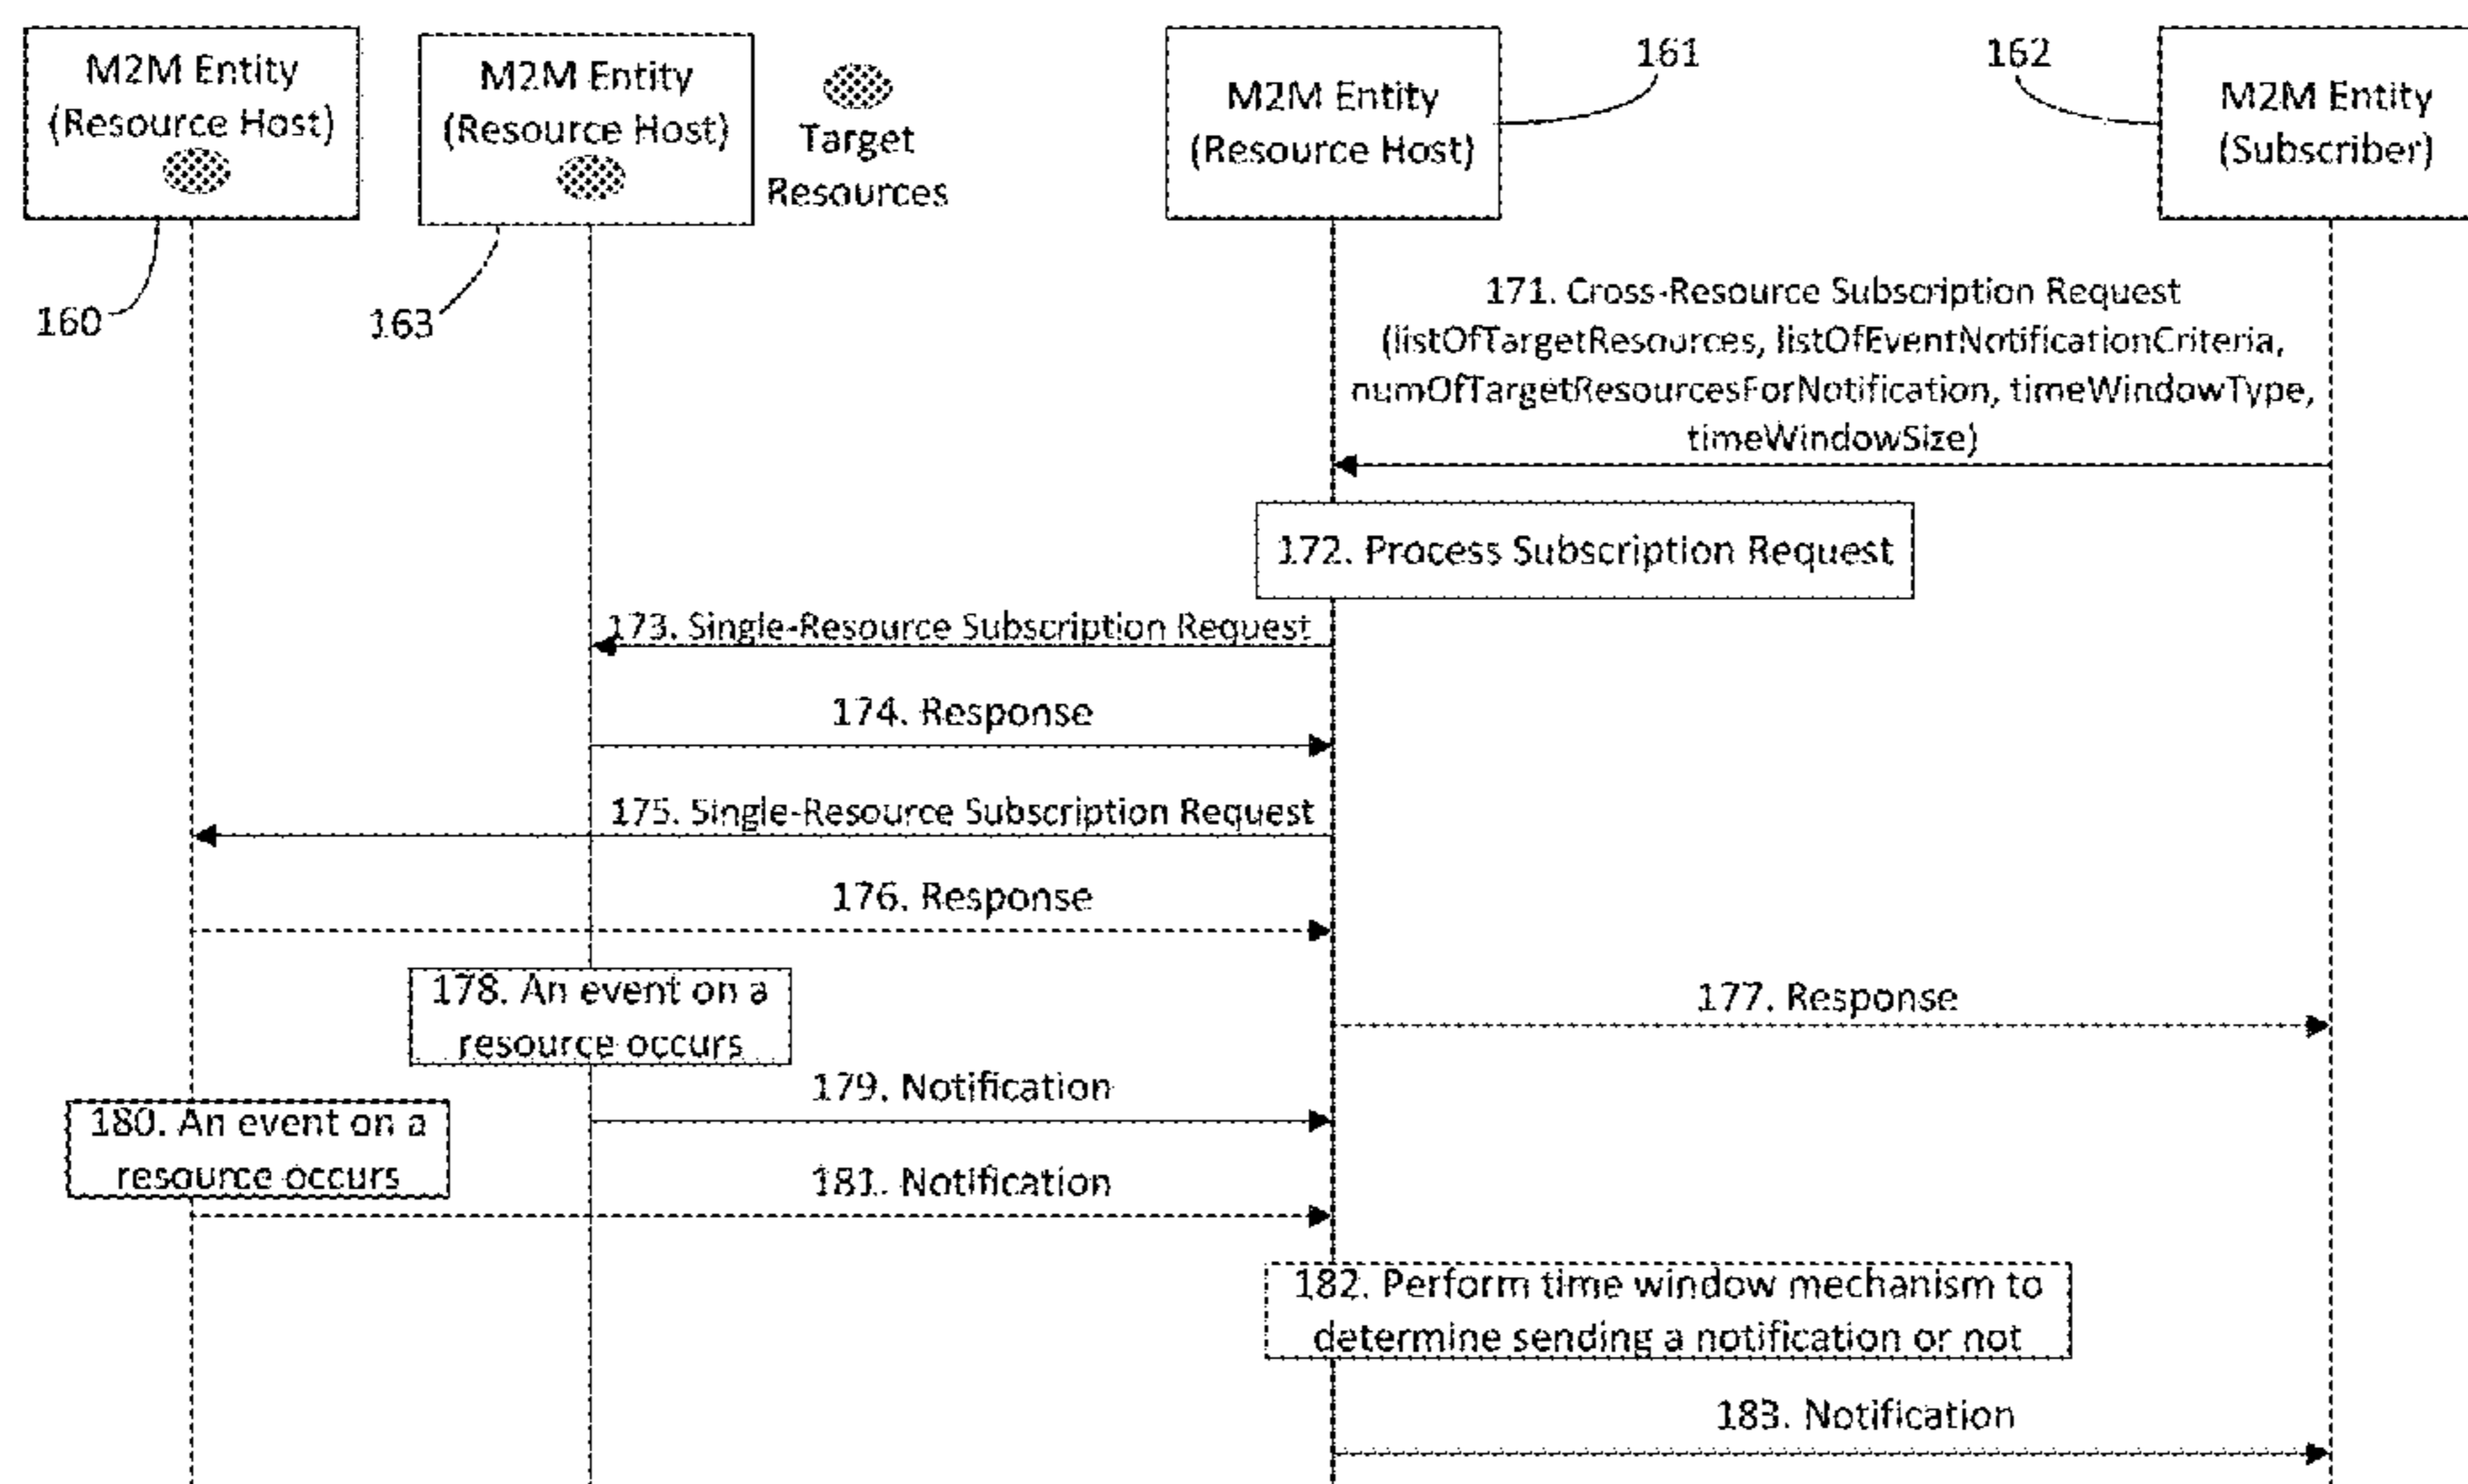 M2M Entity
(Resource Host)
M2M Entity
(Resource Host)
Target
Resources
M2M Entity
(Resource Host)
161
162
M2M Entity
(Subscriber)
160
163
171. Cross-Resource Subscription Request
(listOfTargetResources, listOfEventNotificationCriteria,
numOfTargetResourcesForNotification, timeWindowType,
timeWindowSize)
172. Process Subscription Request
173. Single-Resource Subscription Request
174. Response
175. Single-Resource Subscription Request
176. Response
178. An event on a
resource occurs
177. Response
179. Notification
180. An event on a
resource occurs
181. Notification
182. Perform time window mechanism to
determine sending a notification or not
183. Notification